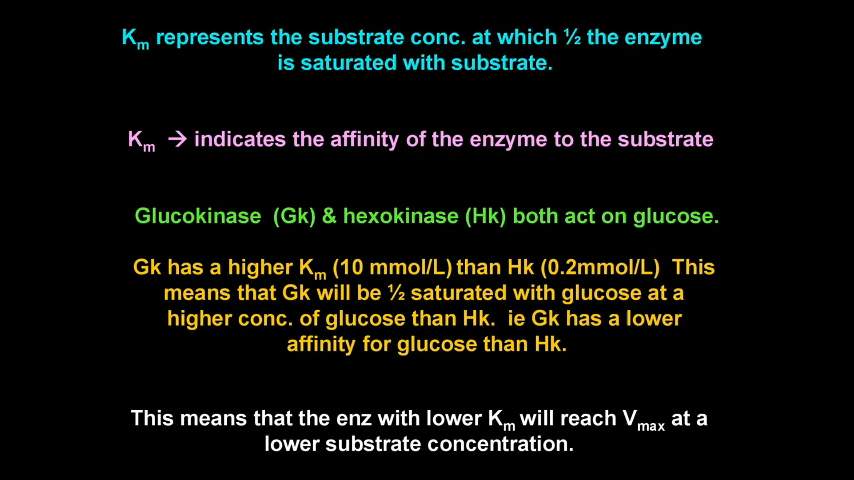 Km represents the substrate conc. at which ½ the enzyme
is saturated with substrate.
Km → indicates the affinity of the enzyme to the substrate
Glucokinase (Gk) & hexokinase (Hk) both act on glucose.
Gk has a higher Km (10 mmol/L) than Hk (0.2mmol/L) This
means that Gk will be ½ saturated with glucose at a
higher conc. of glucose than Hk. ie Gk has a lower
affinity for glucose than Hk.
This means that the enz with lower Km will reach Vmax at a
lower substrate concentration.